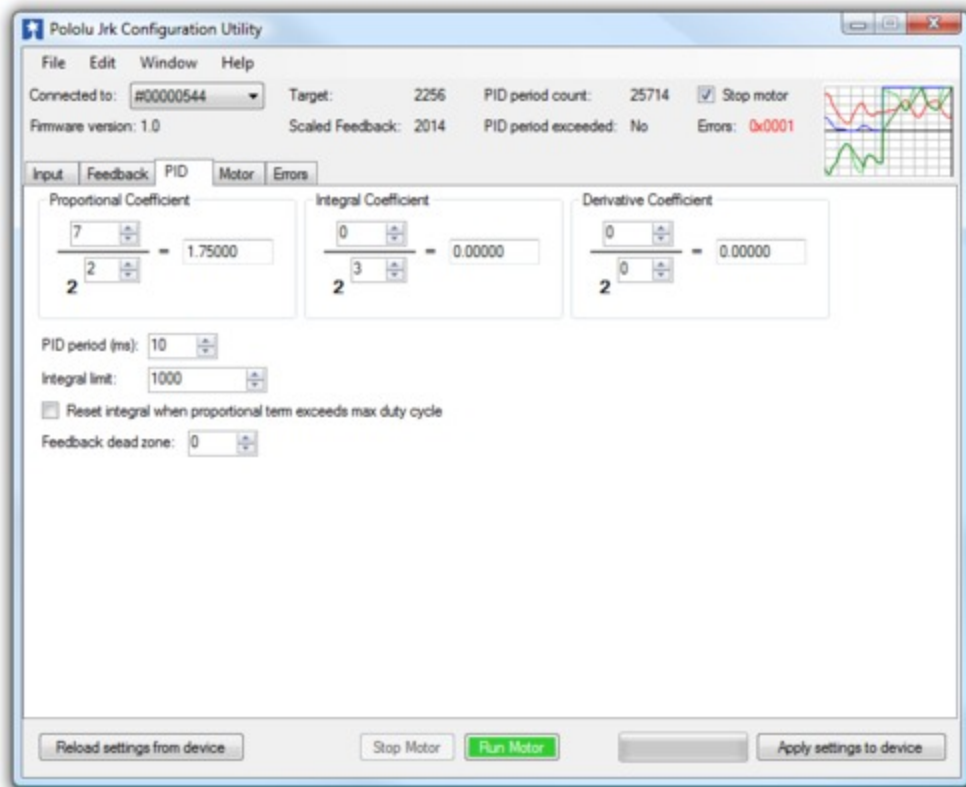 Pololu Jrk Configuration Utility
File Edit Window Help
Connected to: #00000544 Target: 2256 PID period count: 25714 Stop motor
Firmware version: 1.0 Scaled Feedback: 2014 PID period exceeded: No Errors: 0x0001
Input Feedback PID Motor Errors
Proportional Coefficient Integral Coefficient Derivative Coefficient
7 0 0
= 1.75000 = 0.00000 = 0.00000
2 3 0
2 2 2
PID period (ms): 10
Integral limit: 1000
Reset integral when proportional term exceeds max duty cycle
Feedback dead zone: 0
Reload settings from device Stop Motor Run Motor Apply settings to device